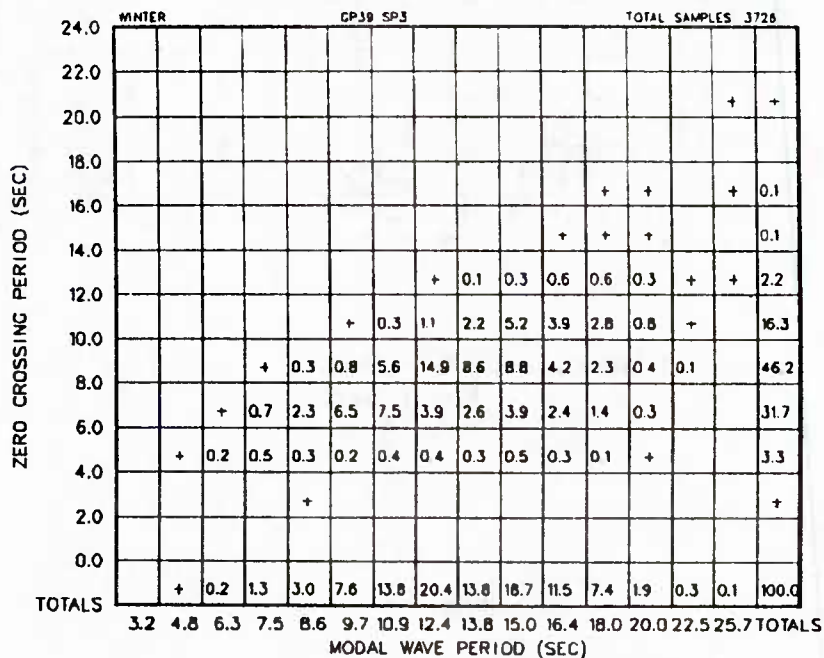 WINTER GP39 SP3 TOTAL SAMPLES 3726
24.0
22.0
+ +
20.0
18.0
+ + + 0.1
16.0
+ + + 0.1
14.0
+ 0.1 0.3 0.6 0.6 0.3 + + 2.2
12.0
+ 0.3 1.1 2.2 5.2 3.9 2.8 0.8 + 16.3
10.0
+ 0.3 0.8 5.6 14.9 8.6 8.8 4.2 2.3 0.4 0.1 46.2
8.0
+ 0.7 2.3 6.5 7.5 3.9 2.6 3.9 2.4 1.4 0.3 31.7
6.0
+ 0.2 0.5 0.3 0.2 0.4 0.4 0.3 0.5 0.3 0.1 + 3.3
4.0
+ +
2.0
0.0
+ 0.2 1.3 3.0 7.6 13.8 20.4 13.8 18.7 11.5 7.4 1.9 0.3 0.1 100.0
TOTALS
3.2 4.8 6.3 7.5 8.6 9.7 10.9 12.4 13.8 15.0 16.4 18.0 20.0 22.5 25.7 TOTALS
MODAL WAVE PERIOD (SEC)
ZERO CROSSING PERIOD (SEC)